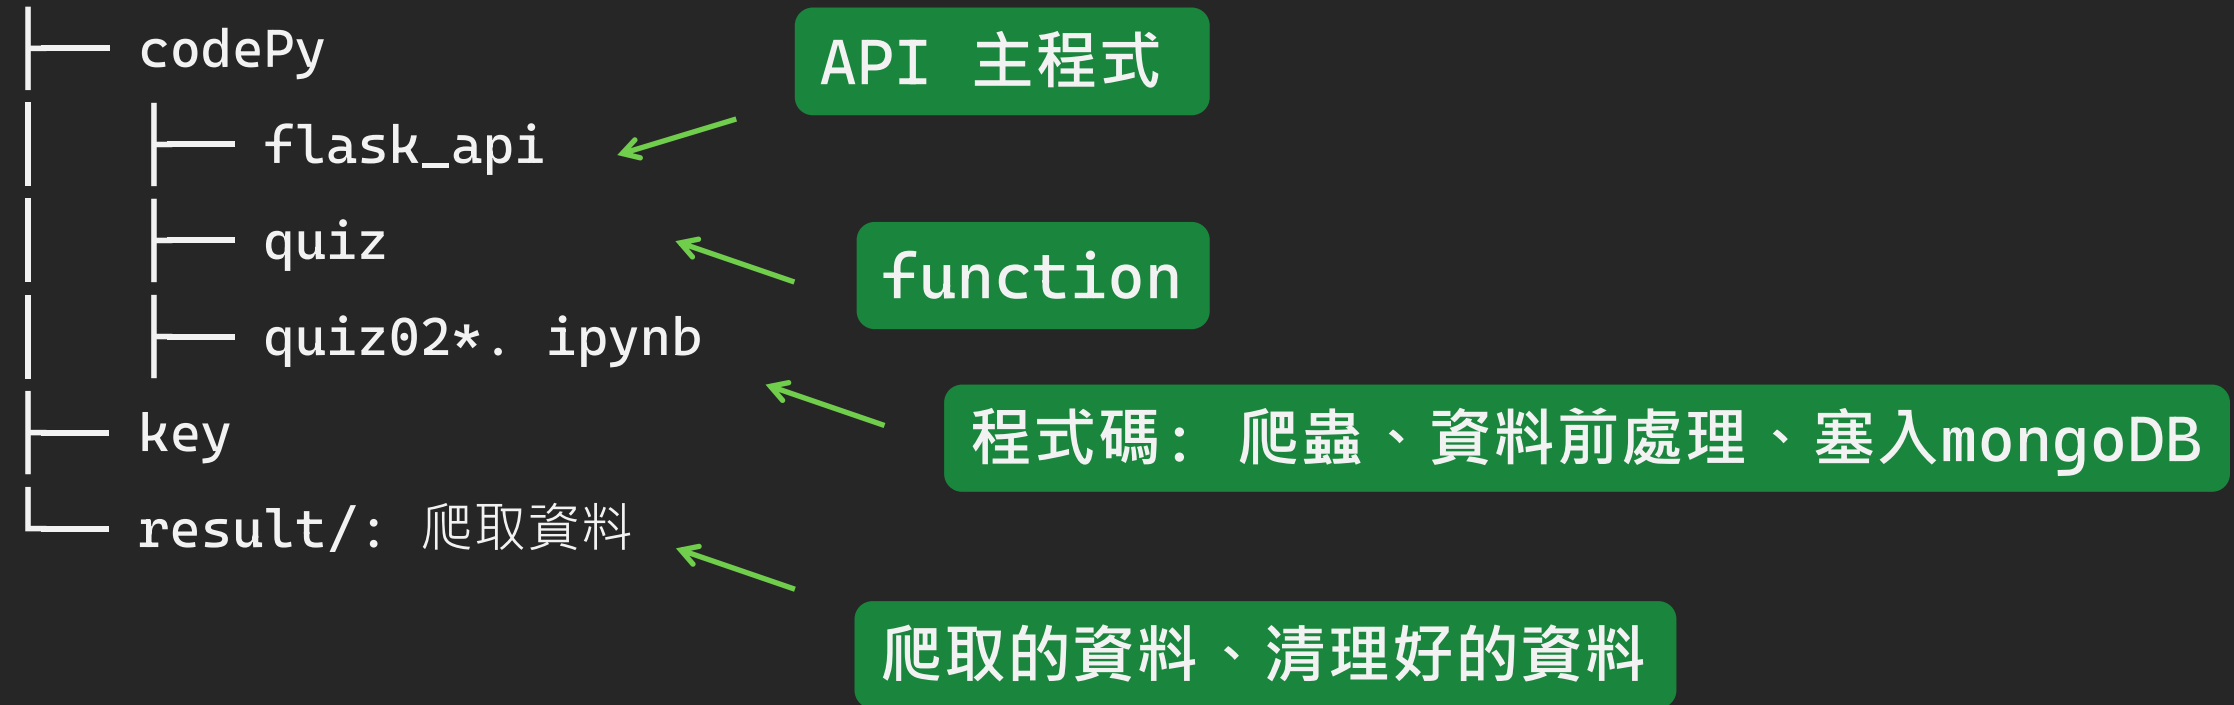 ├── codePy
API 主程式
│   ├── flask_api
│   ├── quiz
function
│   ├── quiz02*. ipynb
程式碼: 爬蟲、資料前處理、塞入mongoDB
├── key
└── result/: 爬取資料
爬取的資料、清理好的資料